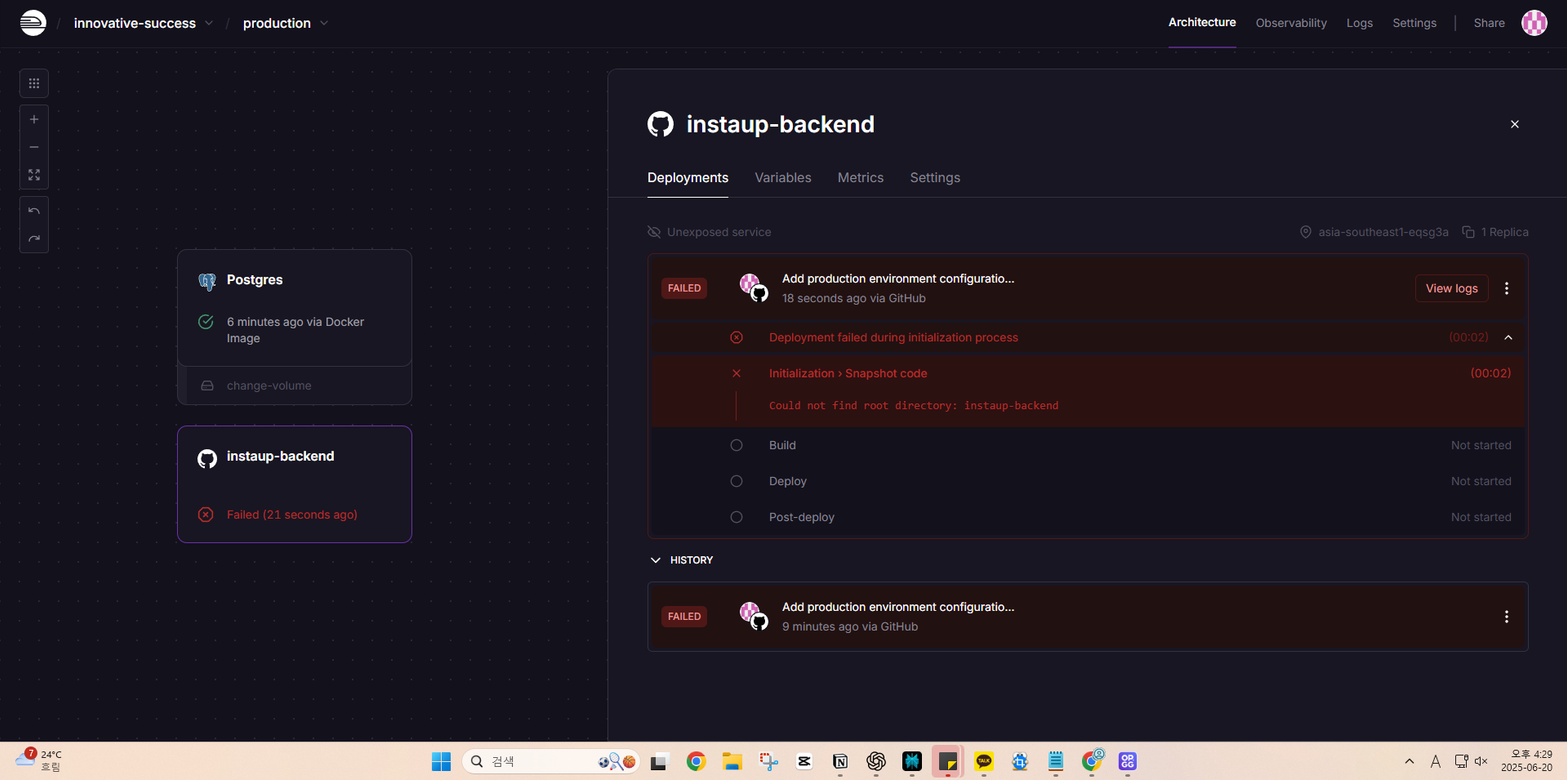 / innovative-success / production
Architecture Observability Logs Settings | Share
instaup-backend
Deployments Variables Metrics Settings
Unexposed service
asia-southeast1-eqsg3a 1 Replica
FAILED
Add production environment configuratio...
18 seconds ago via GitHub
View logs
Deployment failed during initialization process (00:02)
Initialization › Snapshot code (00:02)
Could not find root directory: instaup-backend
Build Not started
Deploy Not started
Post-deploy Not started
HISTORY
FAILED
Add production environment configuratio...
9 minutes ago via GitHub
Postgres
6 minutes ago via Docker
Image
change-volume
instaup-backend
Failed (21 seconds ago)
7
24°C
흐림
검색
TALK
A
오후 4:29
2025-06-20